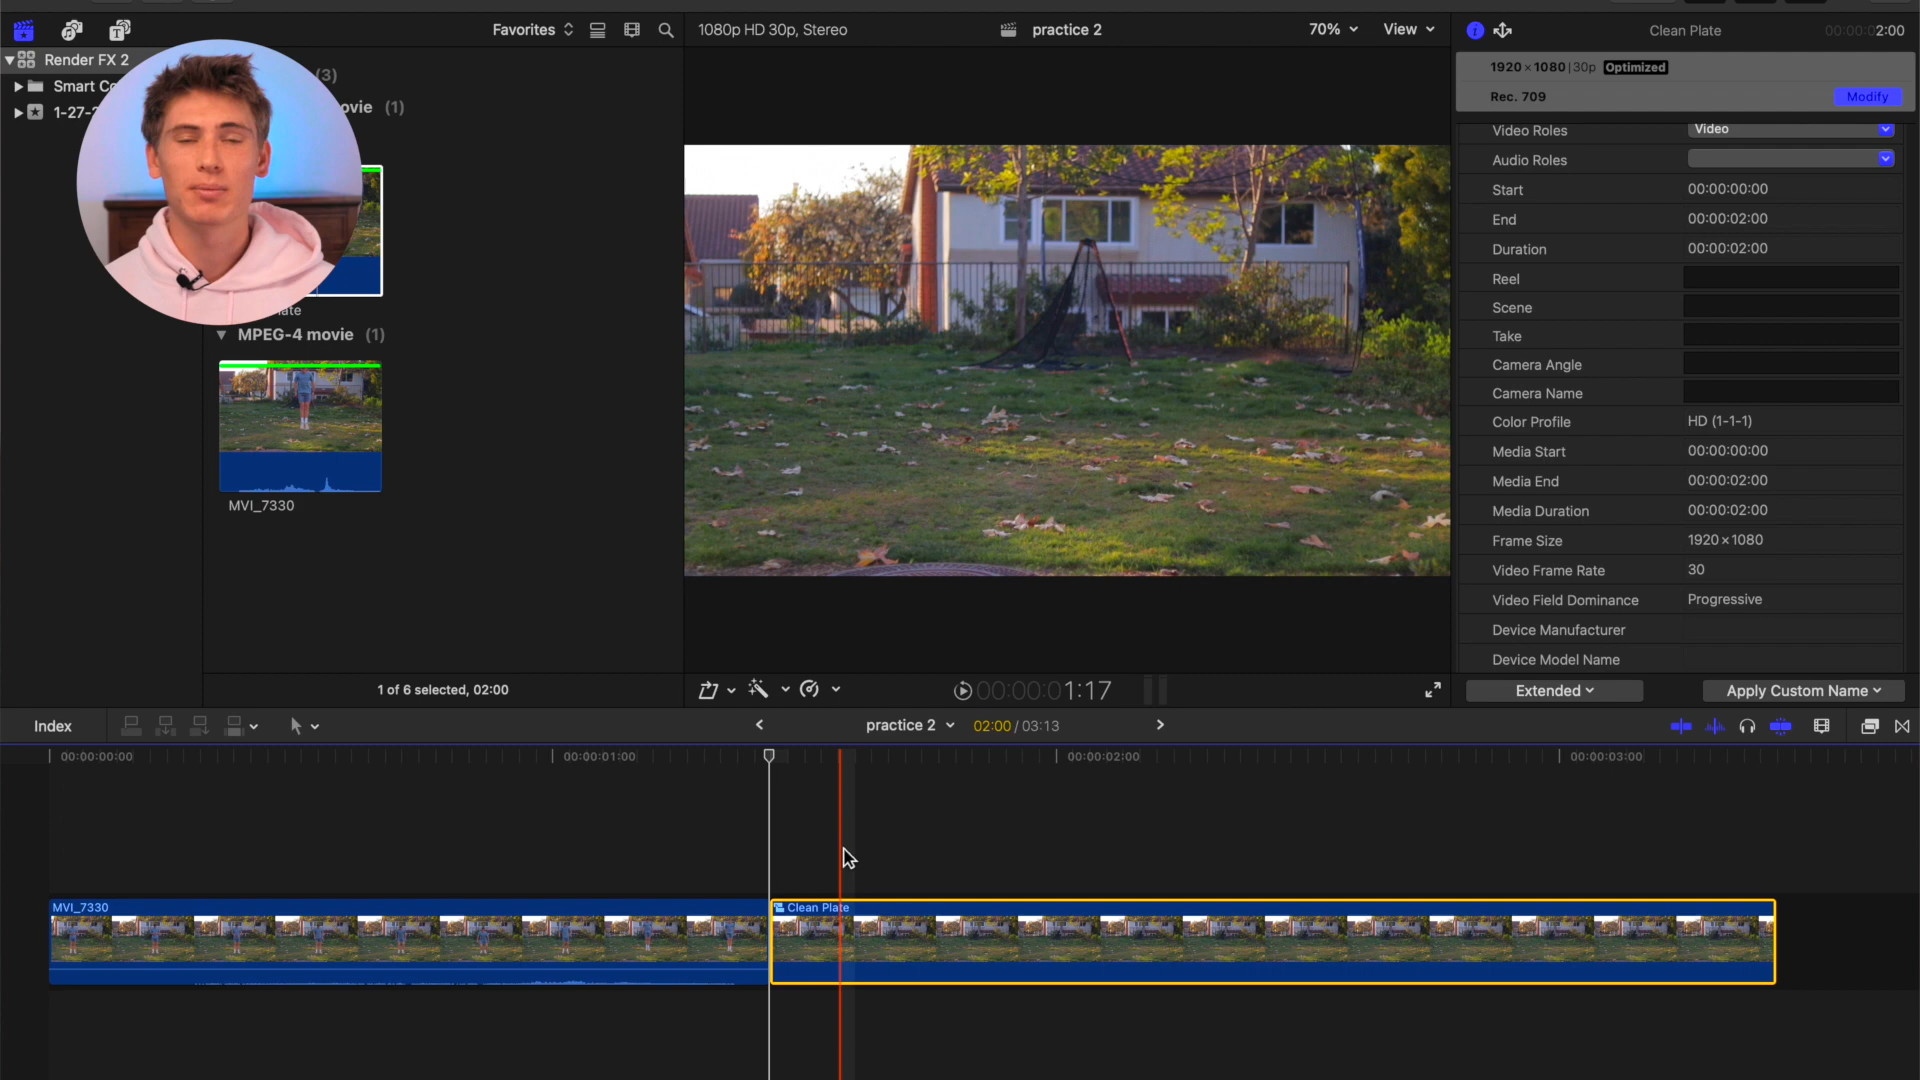 Favorites
1080p HD 30p, Stereo
practice 2
70%
View
Clean Plate
00:00:02:00
Render FX 2
(3)
1920×1080 | 30p Optimized
Rec. 709
Modify
Smart Co
ovie (1)
1-27-2
Video Roles Video
Audio Roles
Start 00:00:00:00
End 00:00:02:00
Duration 00:00:02:00
Reel
Scene
late
Take
MPEG-4 movie (1)
Camera Angle
Camera Name
Color Profile HD (1-1-1)
Media Start 00:00:00:00
Media End 00:00:02:00
MVI_7330
Media Duration 00:00:02:00
Frame Size 1920×1080
Video Frame Rate 30
Video Field Dominance Progressive
Device Manufacturer
Device Model Name
1 of 6 selected, 02:00
00:00:01:17
Extended
Apply Custom Name
Index
practice 2
02:00 / 03:13
00:00:00:00
00:00:01:00
00:00:02:00
00:00:03:00
MVI_7330
Clean Plate